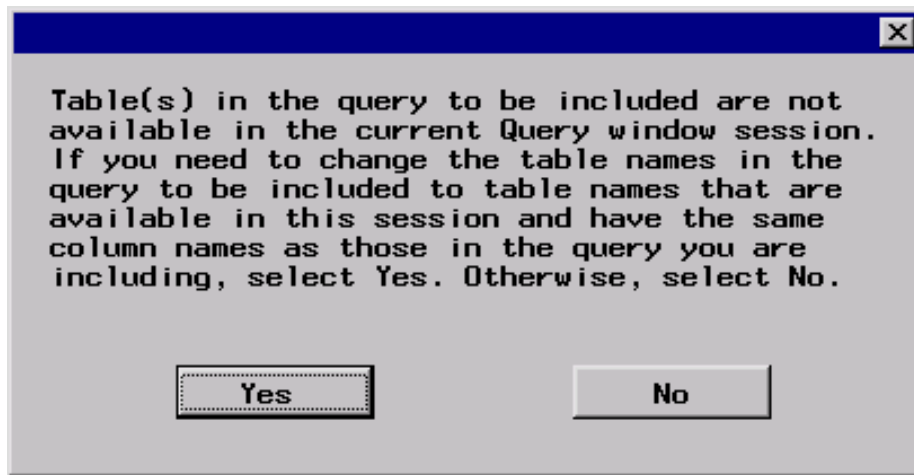 Table(s) in the query to be included are not
available in the current Query window session.
If you need to change the table names in the
query to be included to table names that are
available in this session and have the same
column names as those in the query you are
including, select Yes. Otherwise, select No.
Yes No